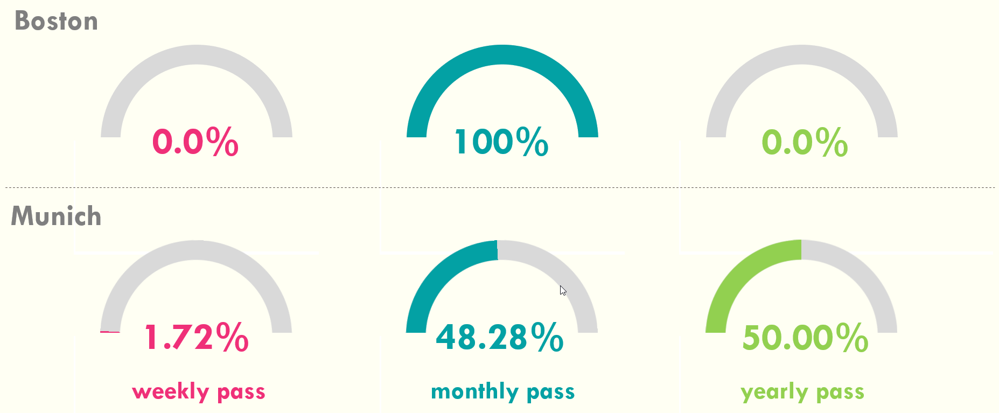 Boston
0.0% 100% 0.0%
Munich
1.72% 48.28% 50.00%
weekly pass monthly pass yearly pass